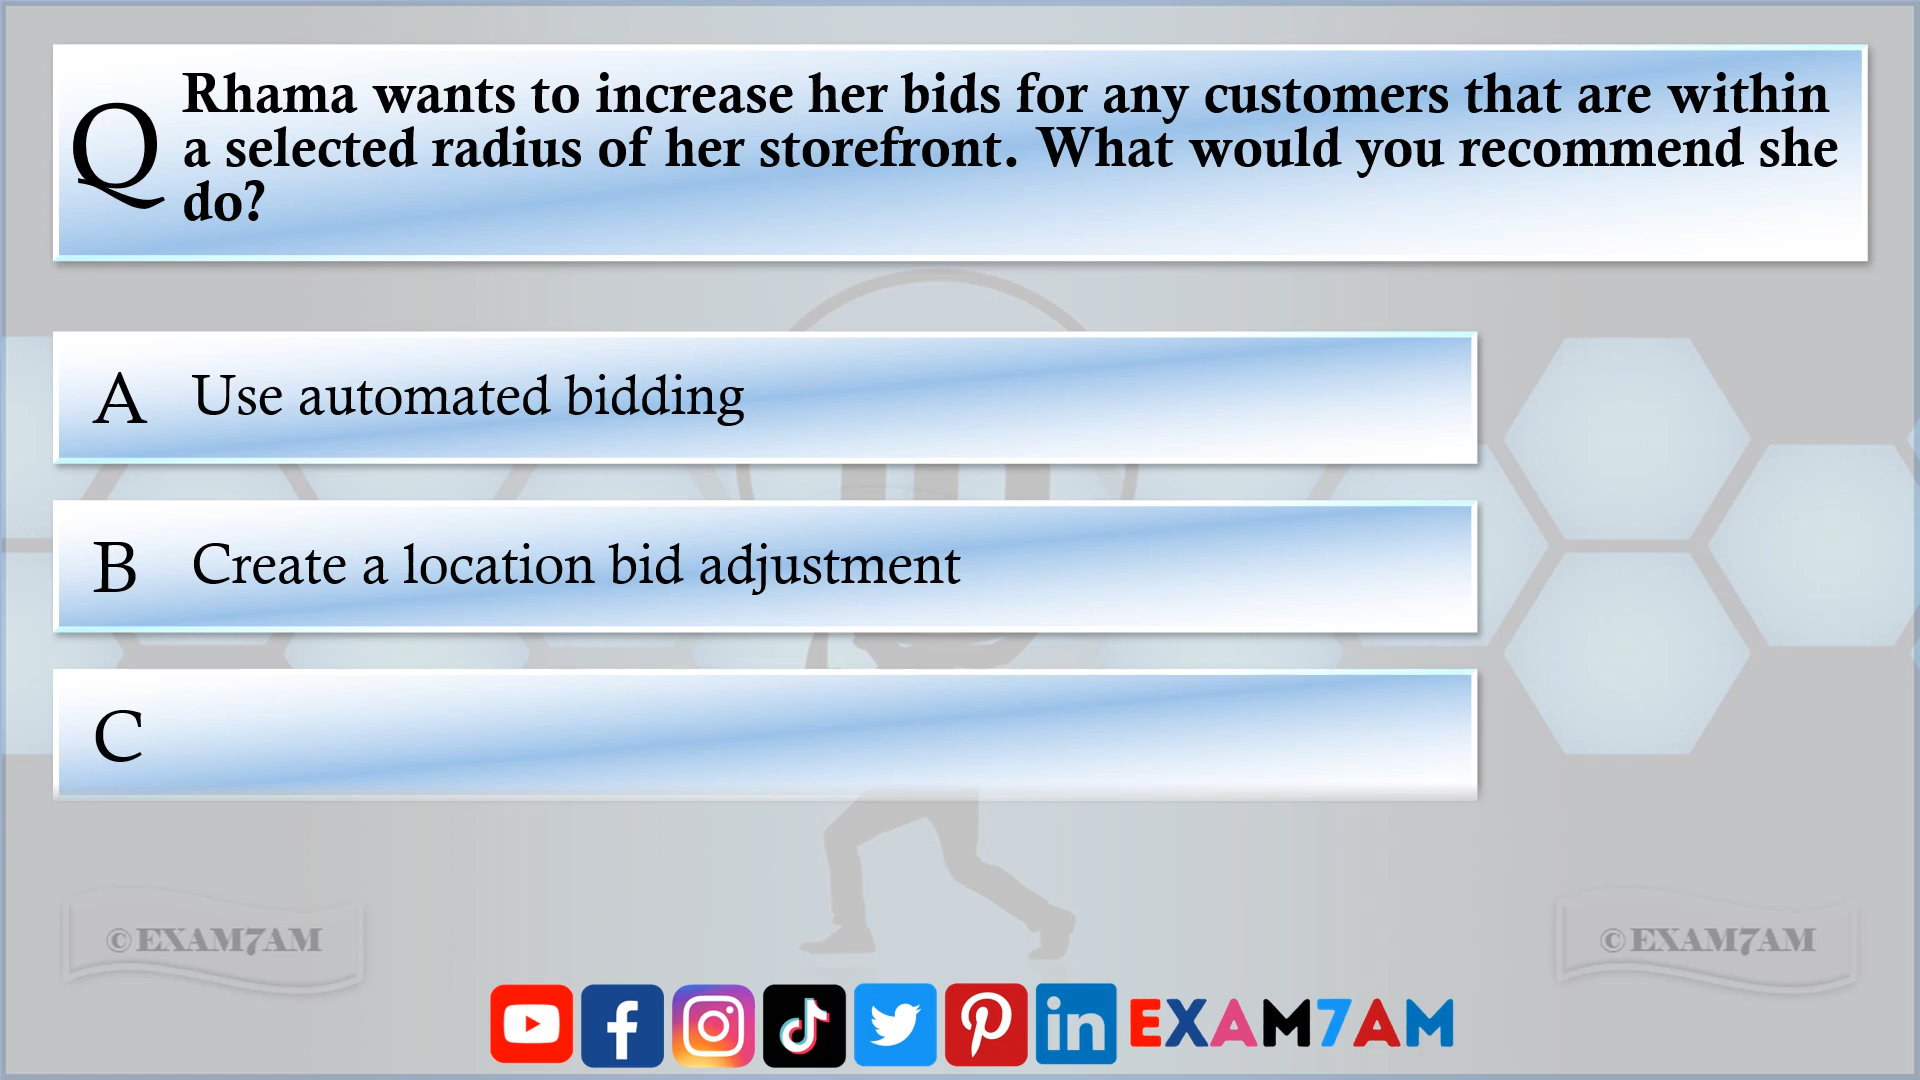 Q Rhama wants to increase her bids for any customers that are within
a selected radius of her storefront. What would you recommend she
do?
A Use automated bidding
B Create a location bid adjustment
C
©EXAM7AM
©EXAM7AM
EXAM7AM